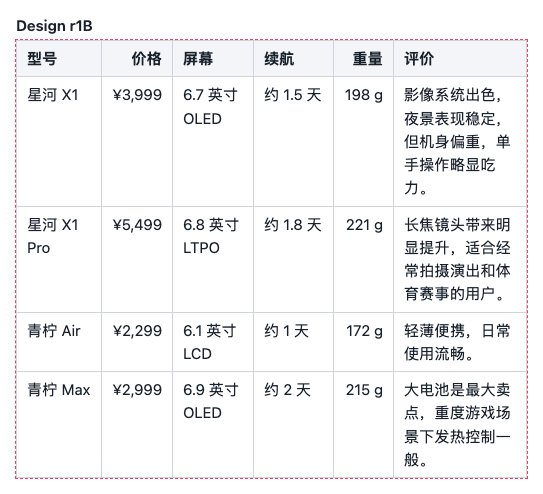 Design r1B
型号 价格 屏幕 续航 重量 评价
星河 X1 ¥3,999 6.7 英寸 约 1.5 天 198 g 影像系统出色，
OLED 夜景表现稳定，
但机身偏重，单
手操作略显吃
力。
星河 X1 ¥5,499 6.8 英寸 约 1.8 天 221 g 长焦镜头带来明
Pro LTPO 显提升，适合经
常拍摄演出和体
育赛事的用户。
青柠 Air ¥2,299 6.1 英寸 约 1 天 172 g 轻薄便携，日常
LCD 使用流畅。
青柠 Max ¥2,999 6.9 英寸 约 2 天 215 g 大电池是最大卖
OLED 点，重度游戏场
景下发热控制一
般。